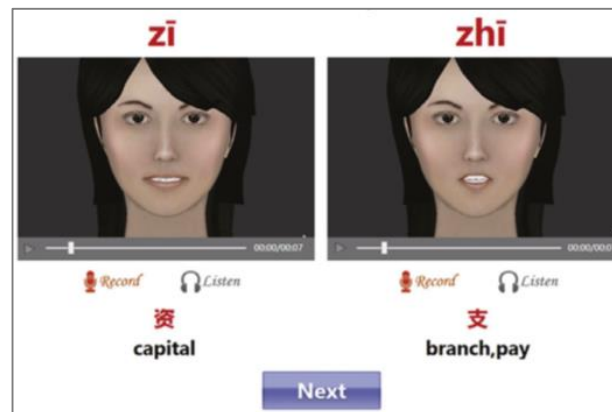 zī
zhī
00:00/00:07
00:00/00:0
Record
Listen
Record
Listen
资
支
capital
branch,pay
Next